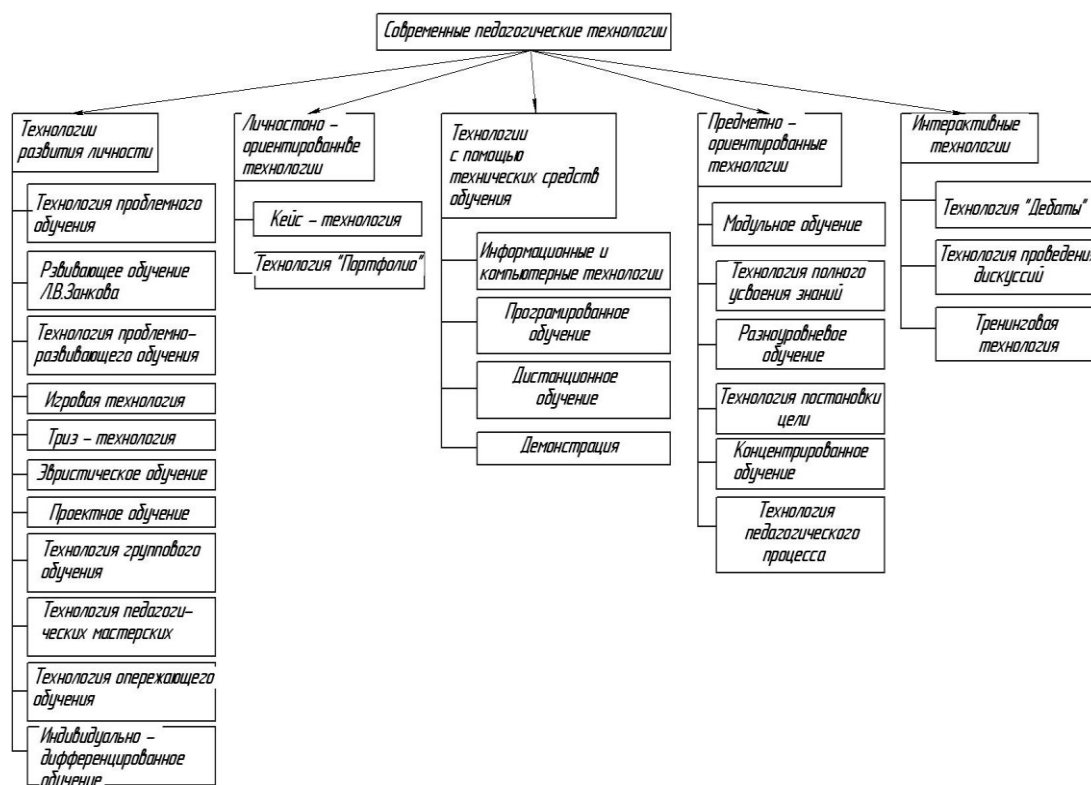 Современные педагогические технологии
Технологии
развития личности
Технология проблемного
обучения
Рзвивающее обучение
Л.В.Занкова
Технология проблемно-
развивающего обучения
Игровая технология
Триз - технология
Эвристическое обучение
Проектное обучение
Технология группового
обучения
Технология педагоги-
ческих мастерских
Технология опережающего
обучения
Индивидуально -
дифференцированное
обучение
Личностоно -
ориентированнве
технологии
Кейс - технология
Технология "Портфолио"
Технологии
с помощью
технических средств
обучения
Информационные и
компьютерные технологии
Програмированное
обучение
Дистанционное
обучение
Демонстрация
Предметно -
ориентированные
технологии
Модульное обучение
Технология полного
усвоения знаний
Разноуровневое
обучение
Технология постановки
цели
Концентрированное
обучение
Технология
педагогического
процесса
Интерактивные
технологии
Технология "Дебаты"
Технология проведения
дискуссий
Тренинговая
технология